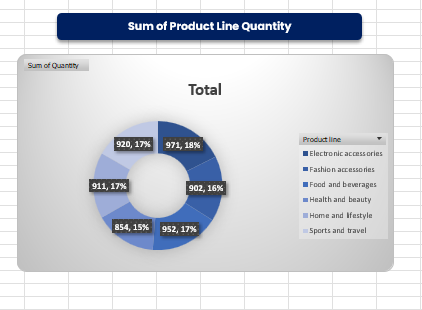 Sum of Product Line Quantity
Sum of Quantity
Total
920, 17%
971, 18%
911, 17%
902, 16%
854, 15%
952, 17%
Product line
Electronic accessories
Fashion accessories
Food and beverages
Health and beauty
Home and lifestyle
Sports and travel